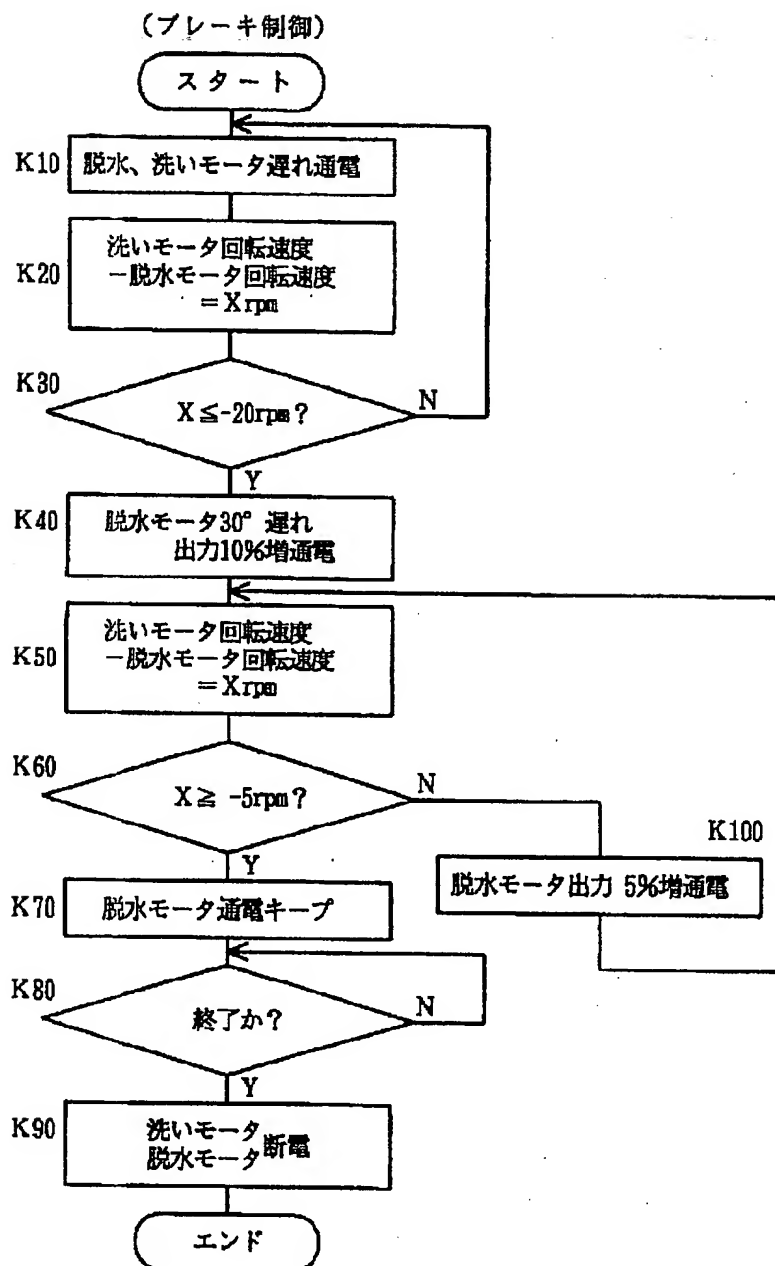 (ブレーキ制御)
スタート
K10
脱水、洗いモータ遅れ通電
K20
洗いモータ回転速度
－脱水モータ回転速度
＝Xrpm
K30
X≦-20rpm?
N
Y
K40
脱水モータ30°遅れ
出力10%増通電
K50
洗いモータ回転速度
－脱水モータ回転速度
＝Xrpm
K60
X≧ -5rpm?
N
Y
K100
脱水モータ出力 5%増通電
K70
脱水モータ通電キープ
K80
終了か?
N
Y
K90
洗いモータ
脱水モータ
断電
エンド